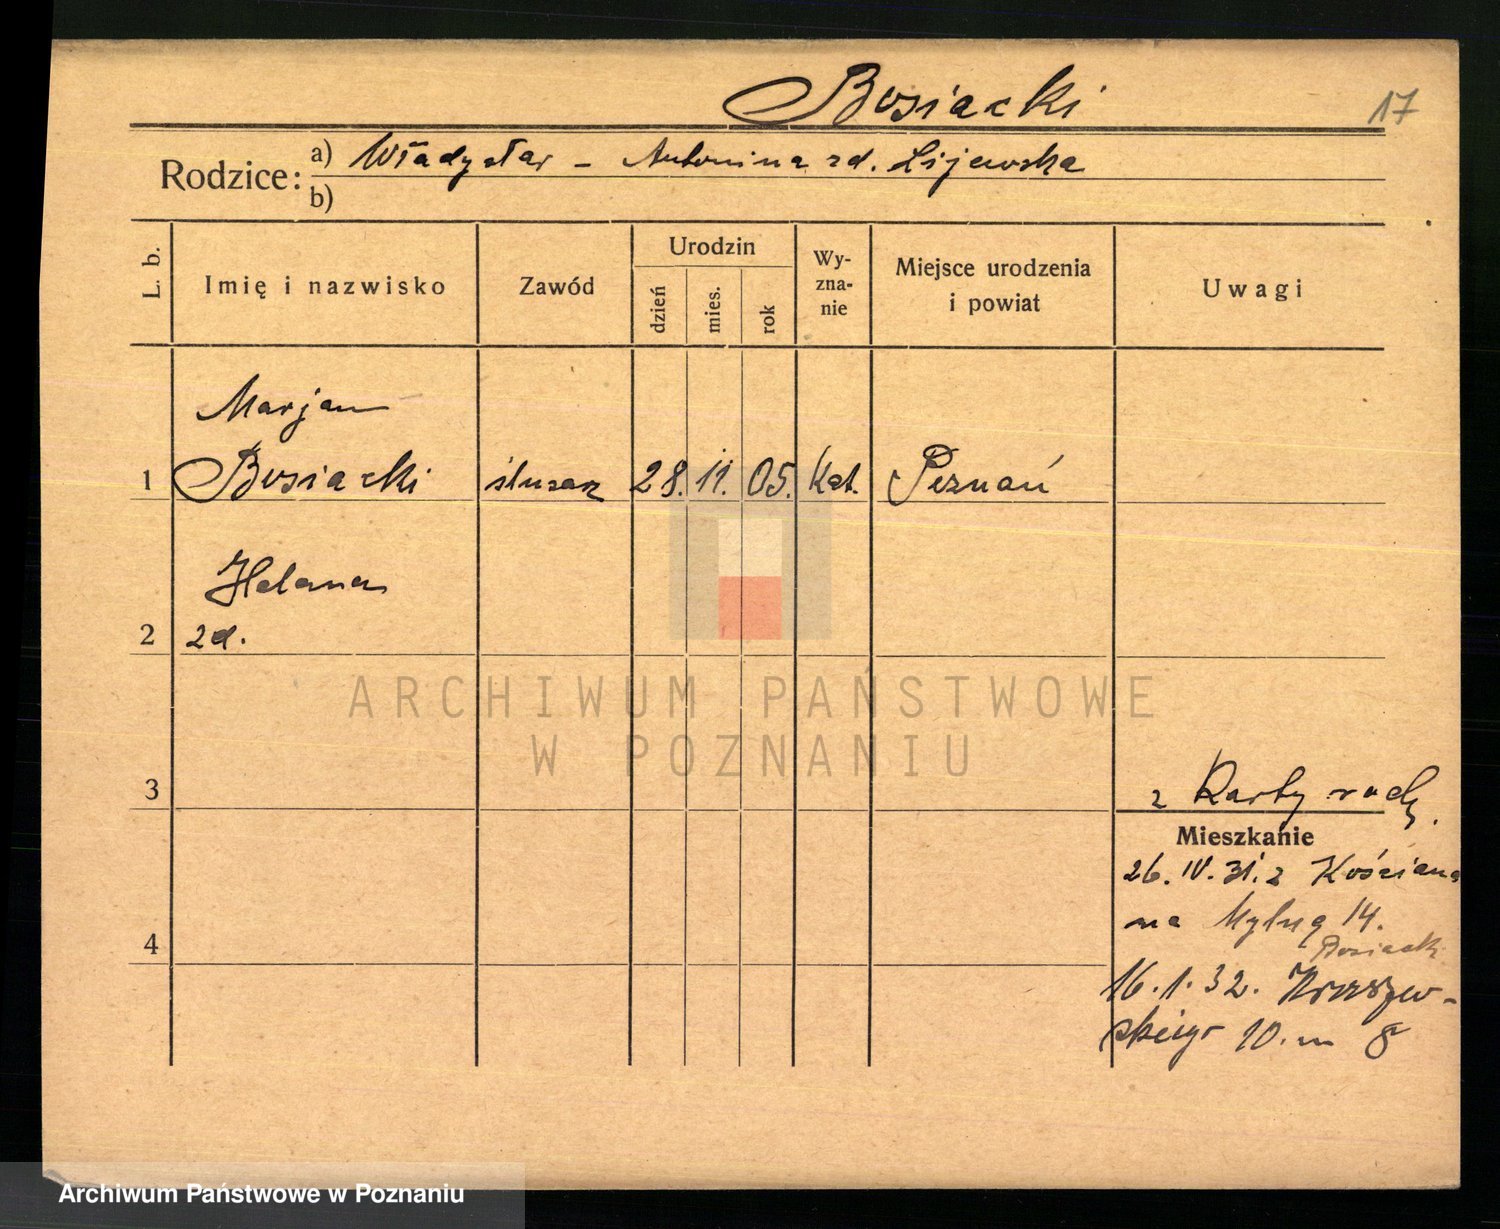 Bosiacki
17
Rodzice:
a) Władysław - Antonina zd. Lijewska
b)
L. b.
Imię i nazwisko
Zawód
Urodzin
dzień
mies.
rok
Wy-
zna-
nie
Miejsce urodzenia
i powiat
Uwagi
Marjan
1 Bosiacki ślusarz 28. 11. 05. Kat. Poznań
Helena
2 zd.
3
z Karty rodz.
Mieszkanie
26. IV. 31. z Kościana
na Mylną 14.
4
Bosiacki
16. 1. 32. Kraszew-
skiego 10. m 8
ARCHIWUM PAŃSTWOWE
W POZNANIU
Archiwum Państwowe w Poznaniu